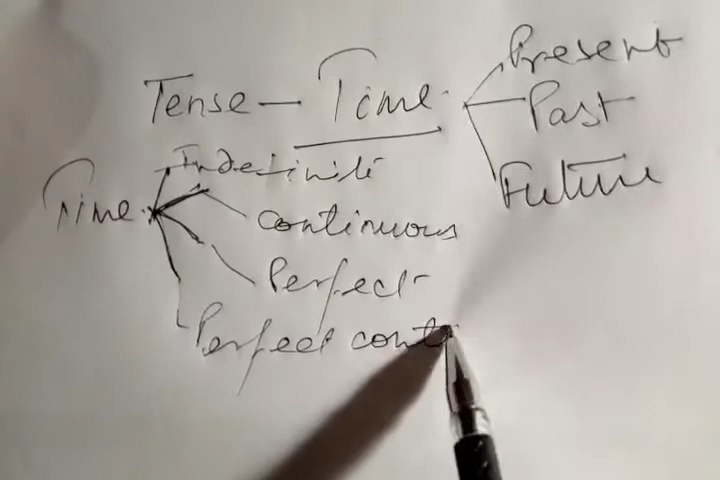 Tense — Time
Present
Past
Future
Time
Indefinite
continuous
Perfect
Perfect cont